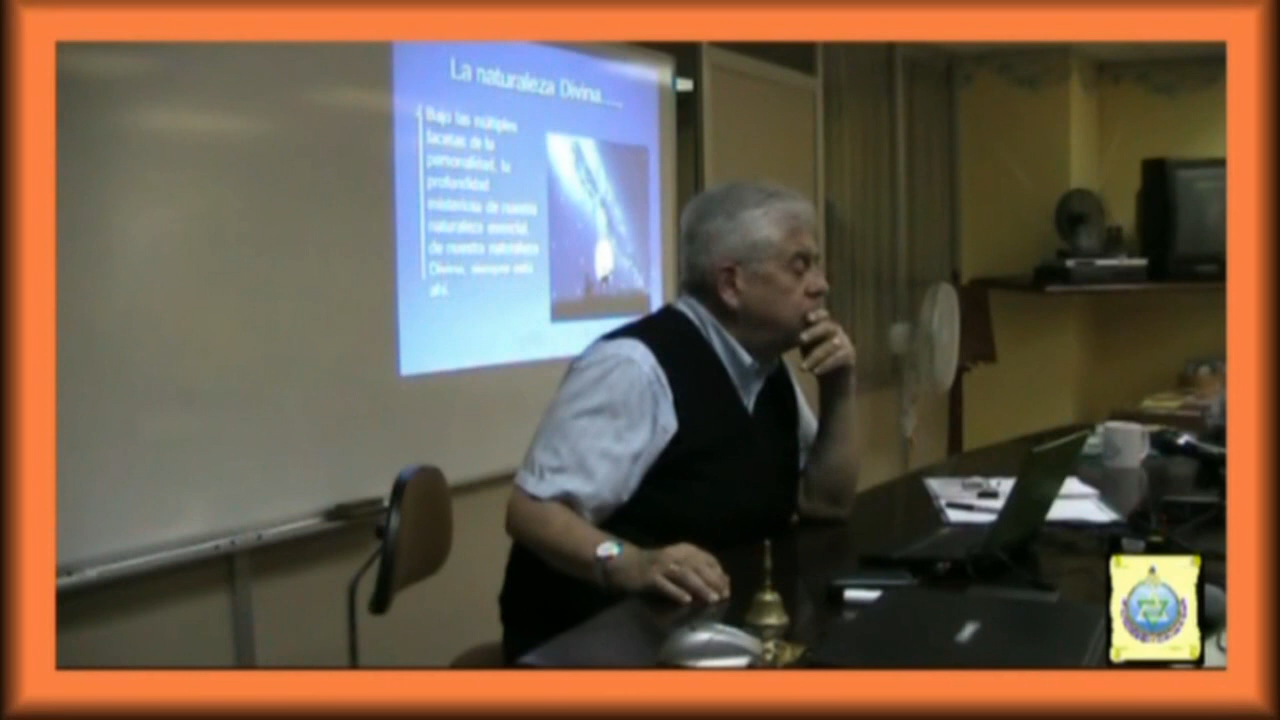 La naturaleza Divina.....
Bajo las múltiples
facetas de la
personalidad, la
profundidad
misteriosa de nuestra
naturaleza esencial,
de nuestra naturaleza
Divina, siempre está
ahí.